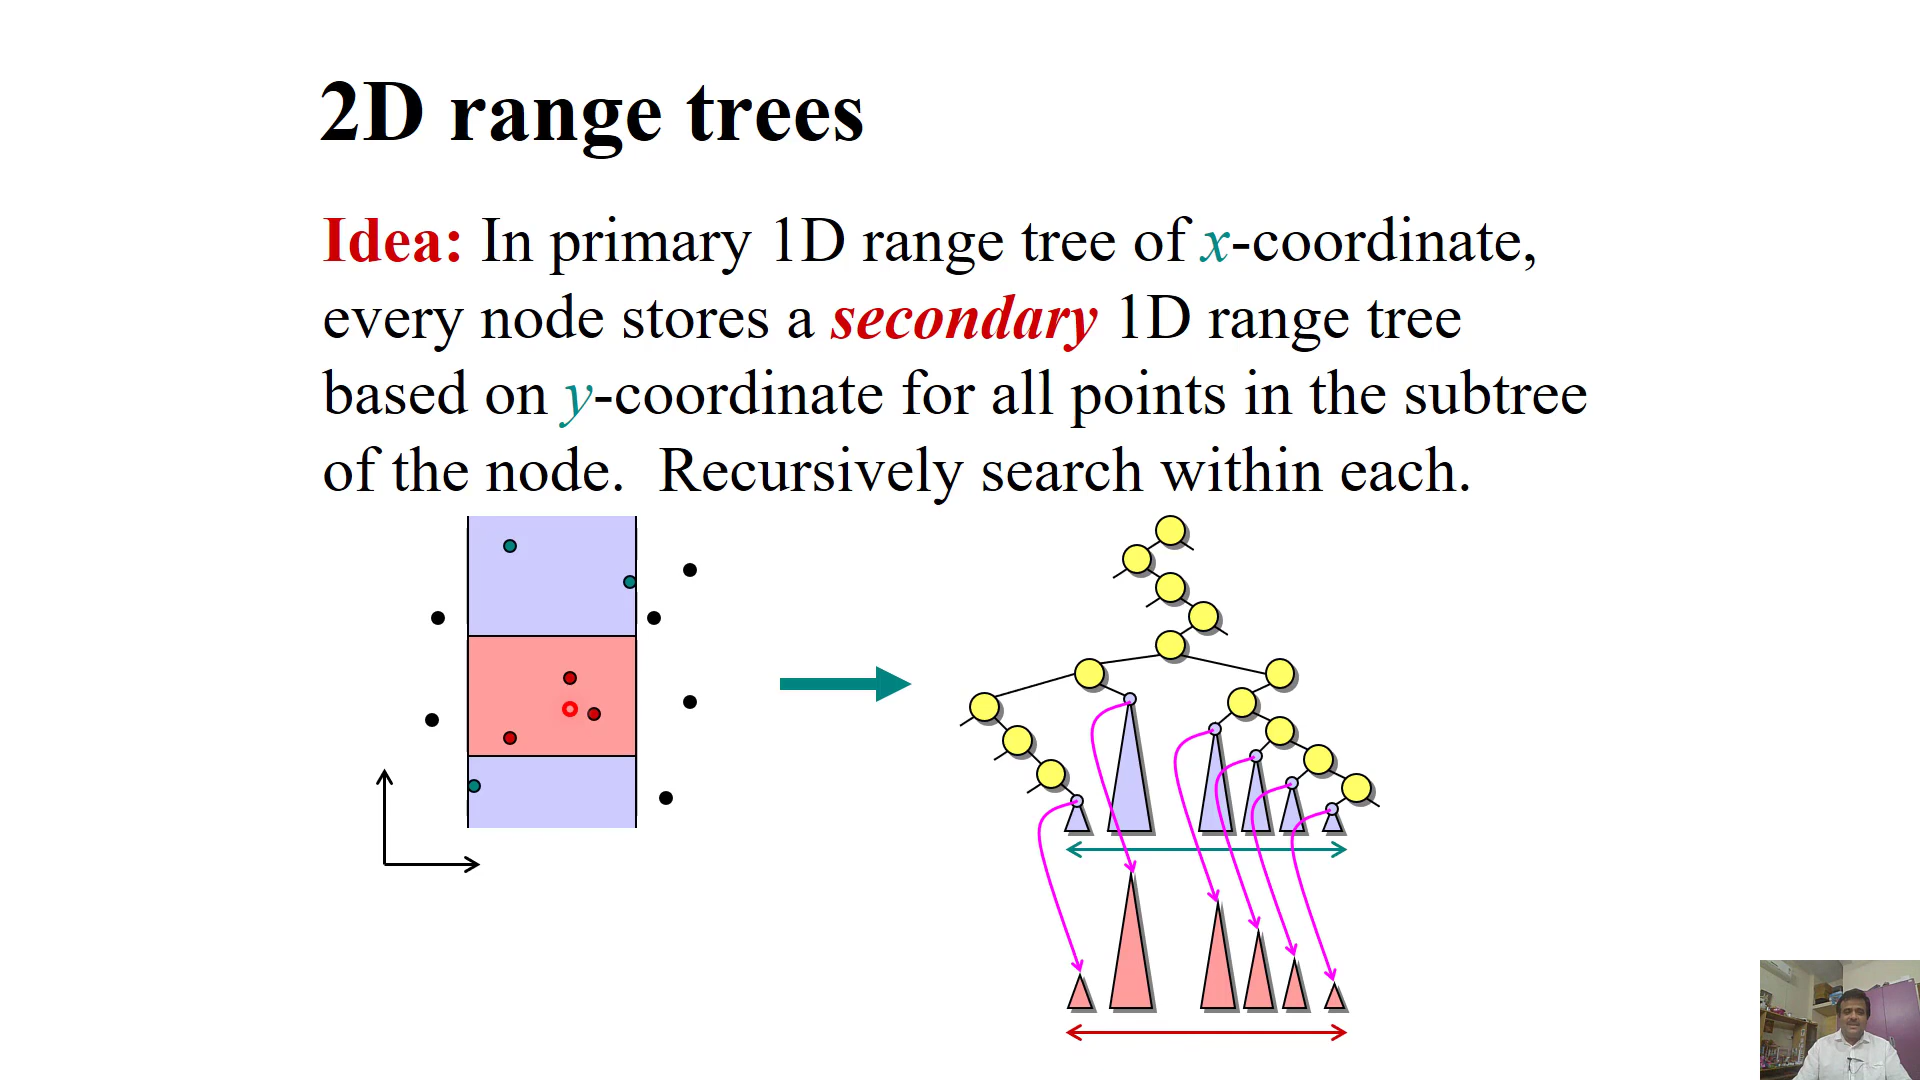 2D range trees
Idea: In primary 1D range tree of x-coordinate,
every node stores a secondary 1D range tree
based on y-coordinate for all points in the subtree
of the node. Recursively search within each.